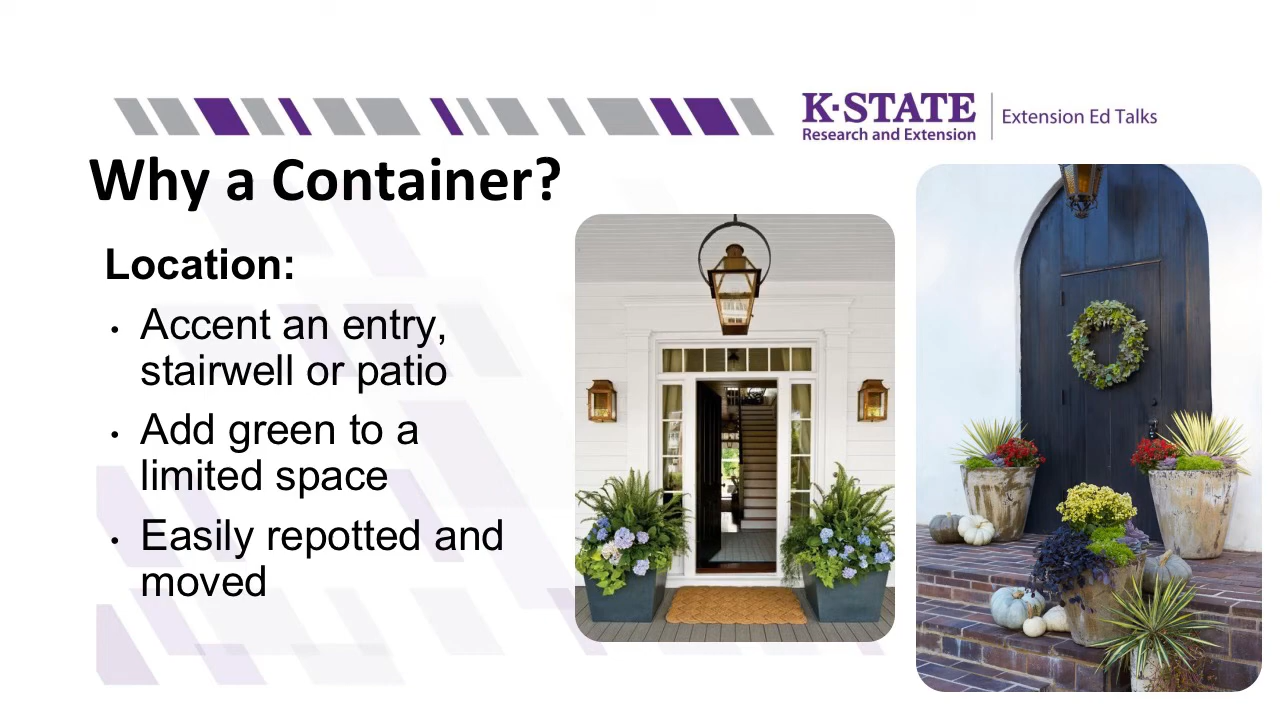 K-STATE
Research and Extension
Extension Ed Talks
Why a Container?
Location:
• Accent an entry,
stairwell or patio
• Add green to a
limited space
• Easily repotted and
moved